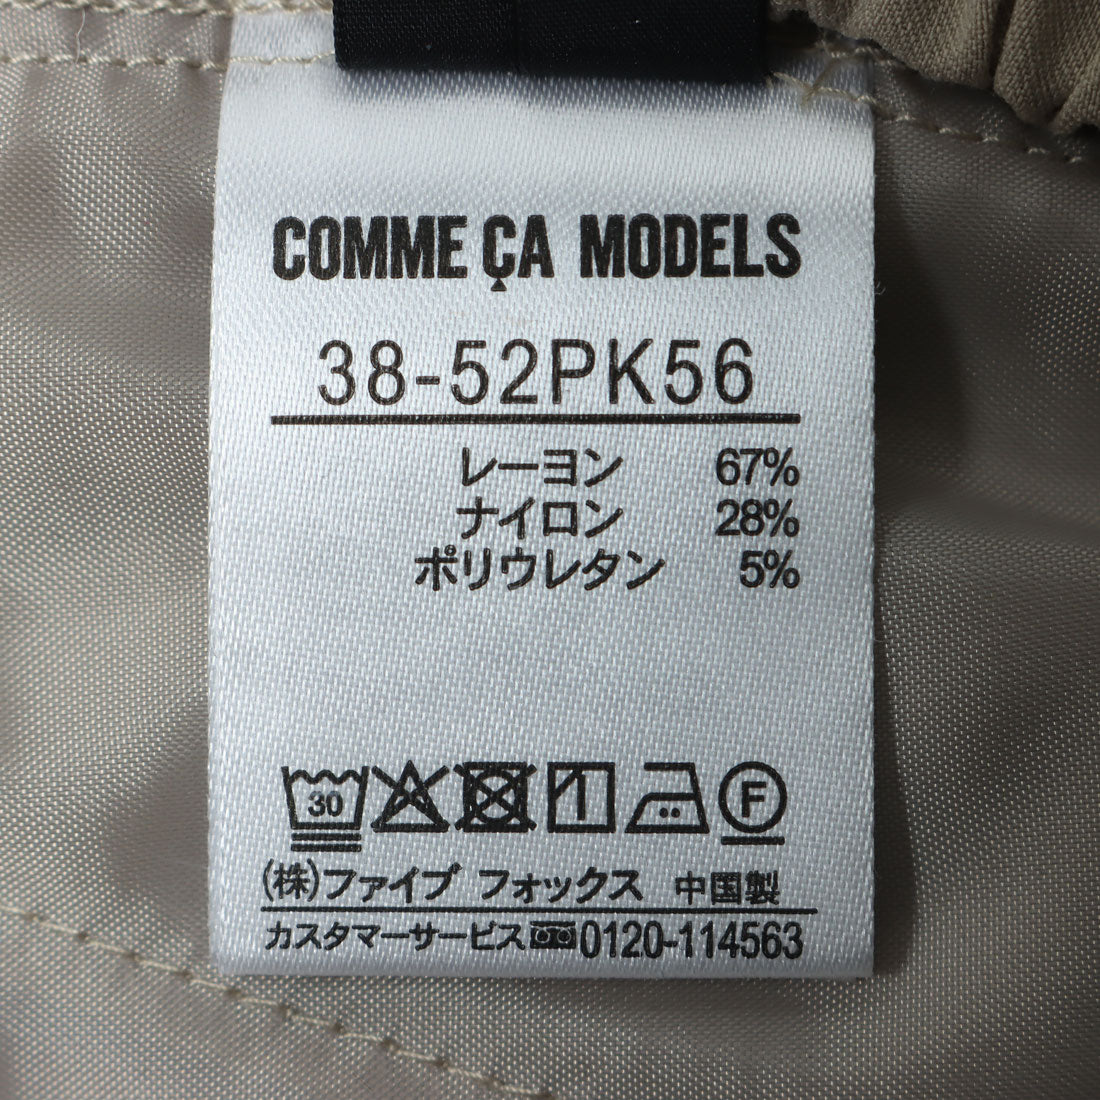 COMME ÇA MODELS
38-52PK56
レーヨン 67%
ナイロン 28%
ポリウレタン 5%
30 F
(株)ファイブ フォックス 中国製
カスタマーサービス 0120-114563